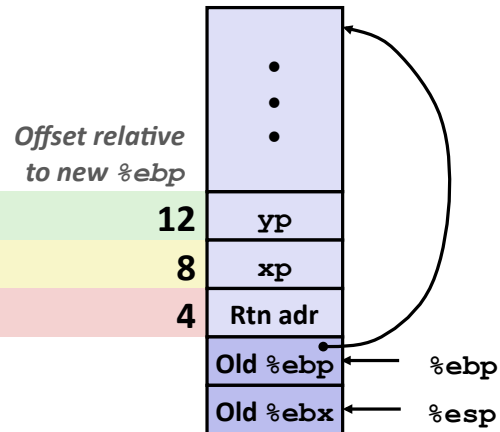 Offset relative
to new %ebp
12 yp
8 xp
4 Rtn adr
Old %ebp %ebp
Old %ebx %esp